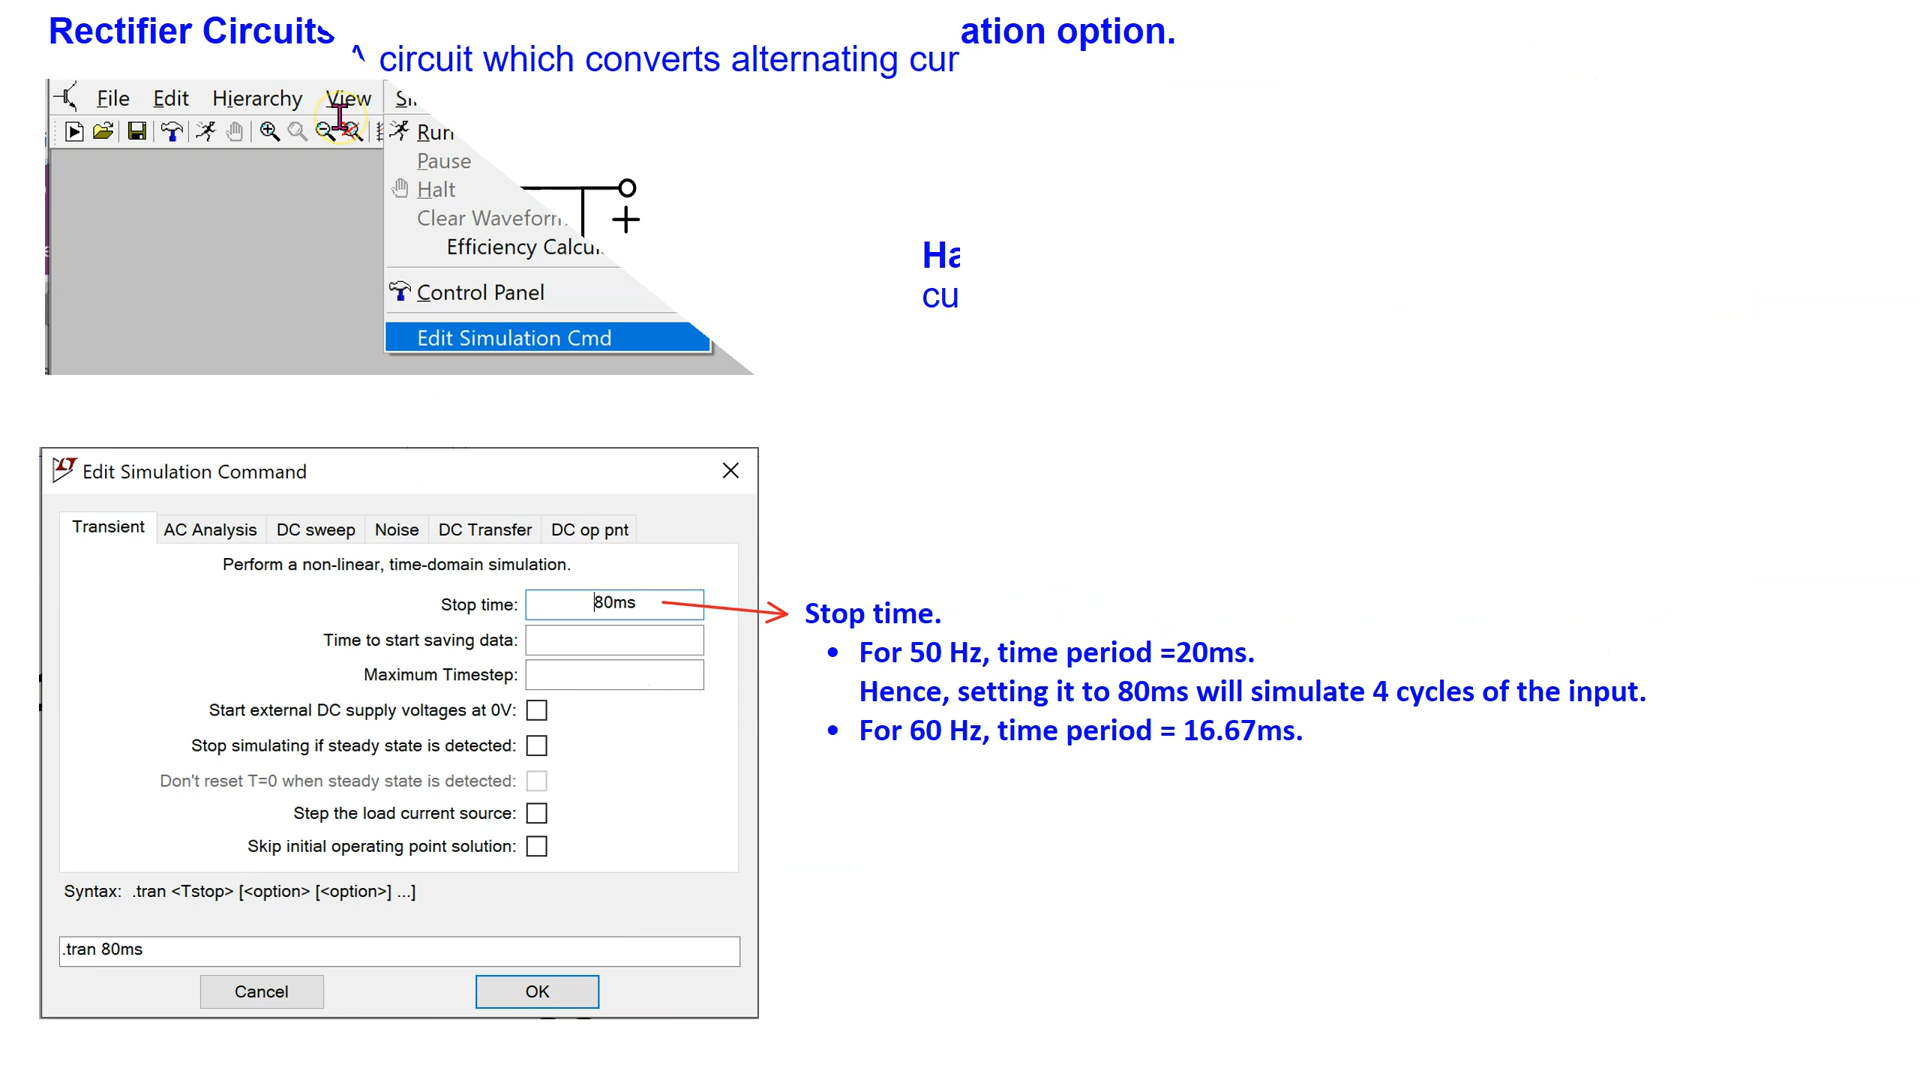 Rectifier Circuits
ation option.
circuit which converts alternating cur
File Edit Hierarchy View
Run
Pause
Halt
Clear Waveform
Efficiency Calcu
Control Panel
Edit Simulation Cmd
+
Ha
cu
Edit Simulation Command
Transient AC Analysis DC sweep Noise DC Transfer DC op pnt
Perform a non-linear, time-domain simulation.
Stop time: 80ms
Time to start saving data:
Maximum Timestep:
Start external DC supply voltages at 0V:
Stop simulating if steady state is detected:
Don't reset T=0 when steady state is detected:
Step the load current source:
Skip initial operating point solution:
Syntax: .tran <Tstop> [<option> [<option>] ...]
.tran 80ms
Cancel OK
Stop time.
• For 50 Hz, time period =20ms.
Hence, setting it to 80ms will simulate 4 cycles of the input.
• For 60 Hz, time period = 16.67ms.